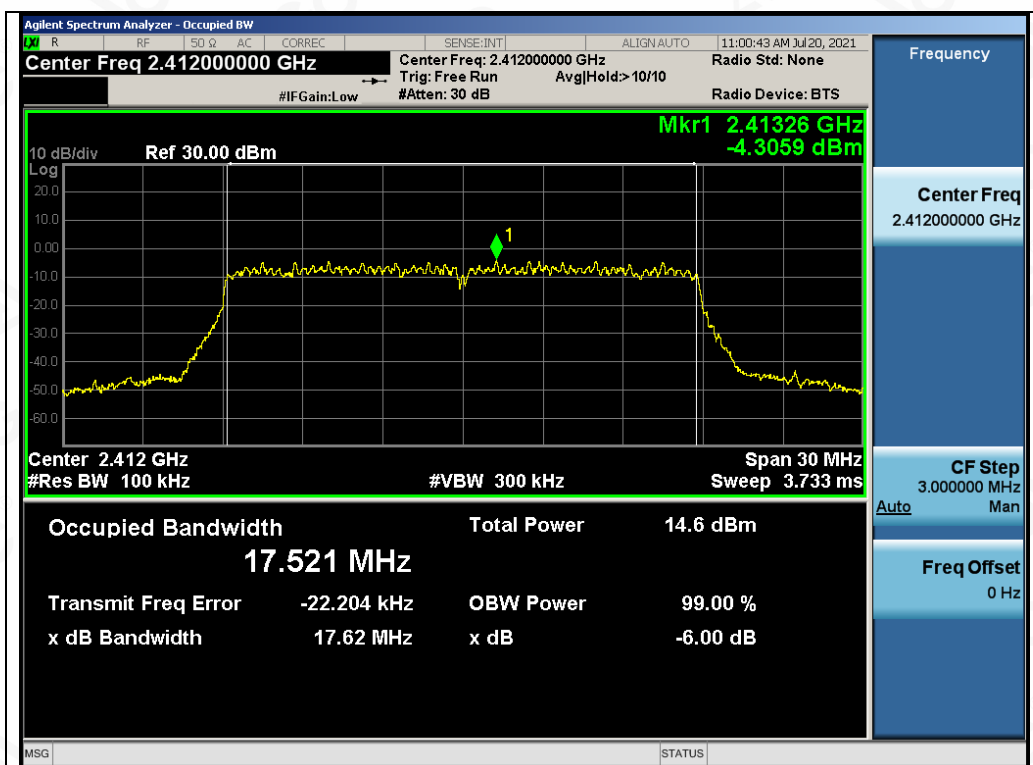 Agilent Spectrum Analyzer - Occupied BW
LXI R RF 50 Ω AC CORREC SENSE:INT ALIGN AUTO 11:00:43 AM Jul 20, 2021
Center Freq 2.412000000 GHz Center Freq: 2.412000000 GHz Radio Std: None
Trig: Free Run Avg|Hold:>10/10
#IFGain:Low #Atten: 30 dB Radio Device: BTS
Mkr1 2.41326 GHz
10 dB/div Ref 30.00 dBm -4.3059 dBm
Log
20.0
10.0
1
0.00
-10.0
-20.0
-30.0
-40.0
-50.0
-60.0
Center 2.412 GHz Span 30 MHz
#Res BW 100 kHz #VBW 300 kHz Sweep 3.733 ms
Occupied Bandwidth Total Power 14.6 dBm
17.521 MHz
Transmit Freq Error -22.204 kHz OBW Power 99.00 %
x dB Bandwidth 17.62 MHz x dB -6.00 dB
Frequency
Center Freq
2.412000000 GHz
CF Step
3.000000 MHz
Auto Man
Freq Offset
0 Hz
MSG STATUS